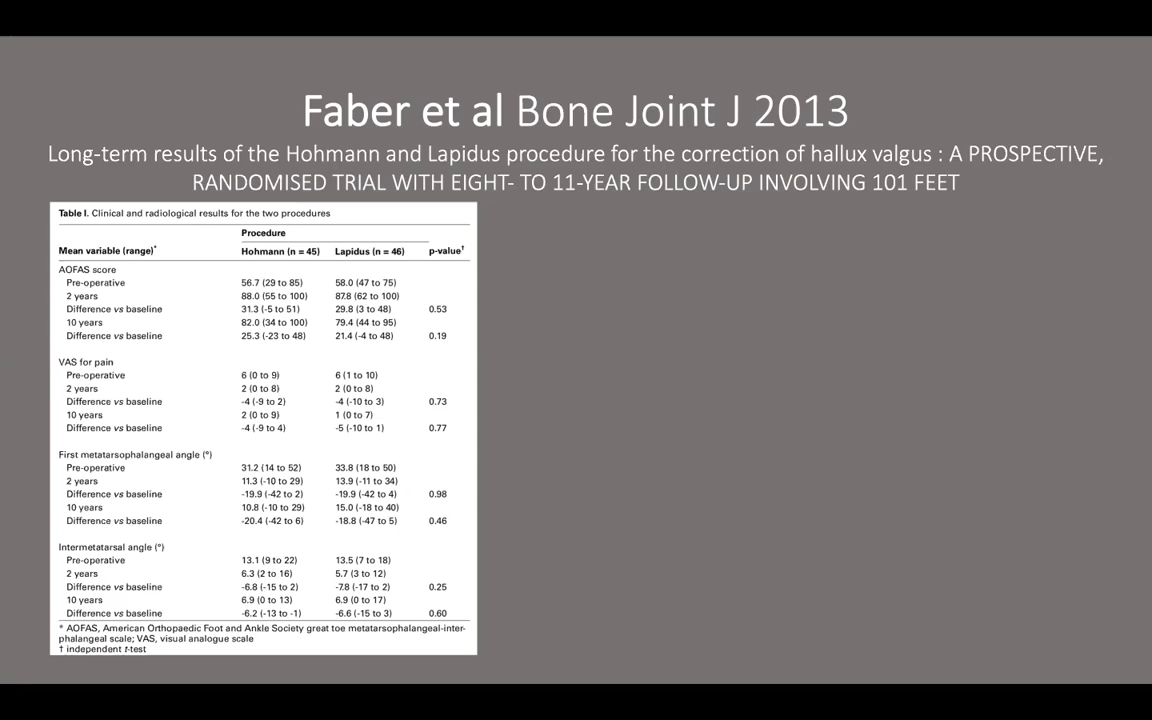 Faber et al Bone Joint J 2013
Long-term results of the Hohmann and Lapidus procedure for the correction of hallux valgus : A PROSPECTIVE,
RANDOMISED TRIAL WITH EIGHT- TO 11-YEAR FOLLOW-UP INVOLVING 101 FEET
Table I. Clinical and radiological results for the two procedures
Procedure
Mean variable (range)* Hohmann (n = 45) Lapidus (n = 46) p-value†
AOFAS score
Pre-operative 56.7 (29 to 85) 58.0 (47 to 75)
2 years 88.0 (55 to 100) 87.8 (62 to 100)
Difference vs baseline 31.3 (-5 to 51) 29.8 (3 to 48) 0.53
10 years 82.0 (34 to 100) 79.4 (44 to 95)
Difference vs baseline 25.3 (-23 to 48) 21.4 (-4 to 48) 0.19
VAS for pain
Pre-operative 6 (0 to 9) 6 (1 to 10)
2 years 2 (0 to 8) 2 (0 to 8)
Difference vs baseline -4 (-9 to 2) -4 (-10 to 3) 0.73
10 years 2 (0 to 9) 1 (0 to 7)
Difference vs baseline -4 (-9 to 4) -5 (-10 to 1) 0.77
First metatarsophalangeal angle (°)
Pre-operative 31.2 (14 to 52) 33.8 (18 to 50)
2 years 11.3 (-10 to 29) 13.9 (-11 to 34)
Difference vs baseline -19.9 (-42 to 2) -19.9 (-42 to 4) 0.98
10 years 10.8 (-10 to 29) 15.0 (-18 to 40)
Difference vs baseline -20.4 (-42 to 6) -18.8 (-47 to 5) 0.46
Intermetatarsal angle (°)
Pre-operative 13.1 (9 to 22) 13.5 (7 to 18)
2 years 6.3 (2 to 16) 5.7 (3 to 12)
Difference vs baseline -6.8 (-15 to 2) -7.8 (-17 to 2) 0.25
10 years 6.9 (0 to 13) 6.9 (0 to 17)
Difference vs baseline -6.2 (-13 to -1) -6.6 (-15 to 3) 0.60
* AOFAS, American Orthopaedic Foot and Ankle Society great toe metatarsophalangeal-inter-
phalangeal scale; VAS, visual analogue scale
† independent t-test